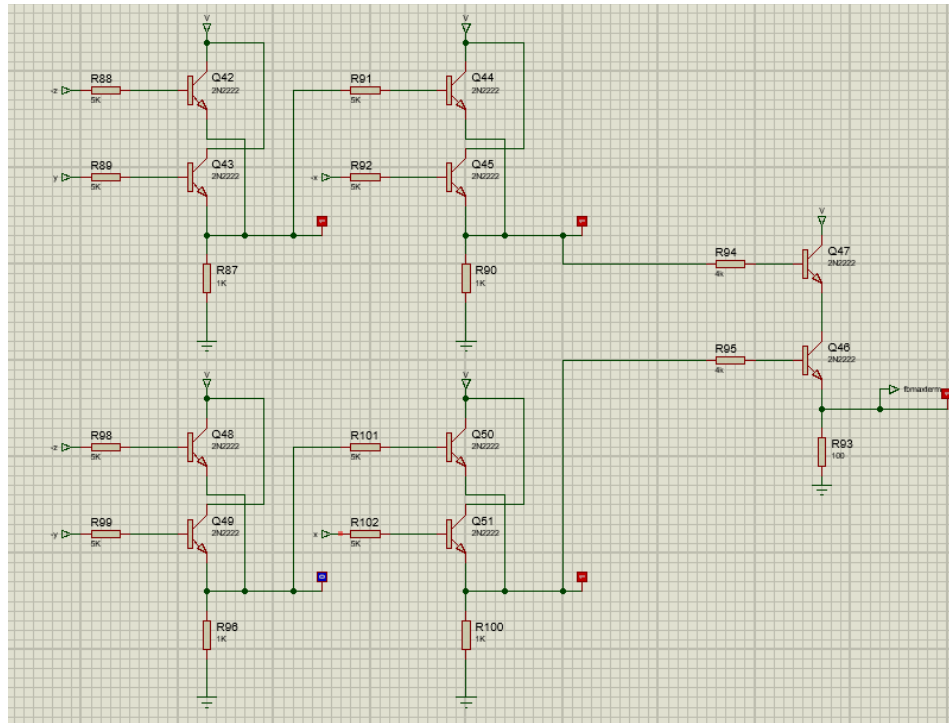 V
V
R88
5K
-z
Q42
2N2222
R91
5K
Q44
2N2222
R89
5K
y
Q43
2N2222
R92
5K
-x
Q45
2N2222
V
R87
1K
R90
1K
R94
4k
Q47
2N2222
R95
4k
Q46
2N2222
V
V
fbmaxterm
R93
100
R98
5K
-z
Q48
2N2222
R101
5K
Q50
2N2222
R99
5K
-y
Q49
2N2222
R102
5K
x
Q51
2N2222
0
R96
1K
R100
1K